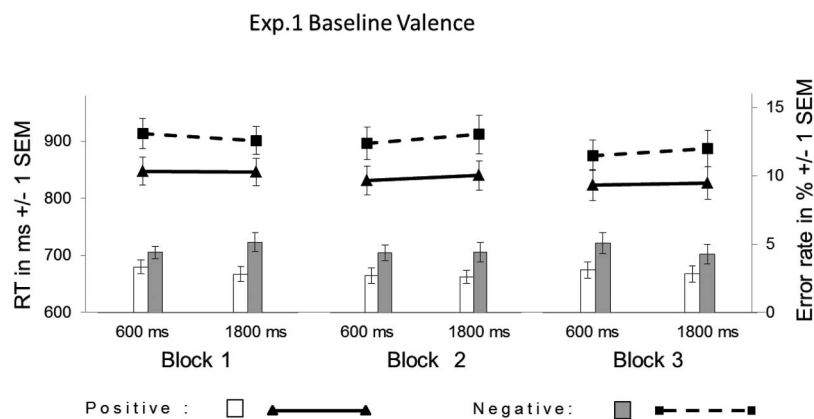 Exp.1 Baseline Valence
RT in ms +/- 1 SEM
900
800
700
600
15
10
5
0
Error rate in % +/- 1 SEM
600 ms 1800 ms 600 ms 1800 ms 600 ms 1800 ms
Block 1 Block 2 Block 3
Positive : Negative: